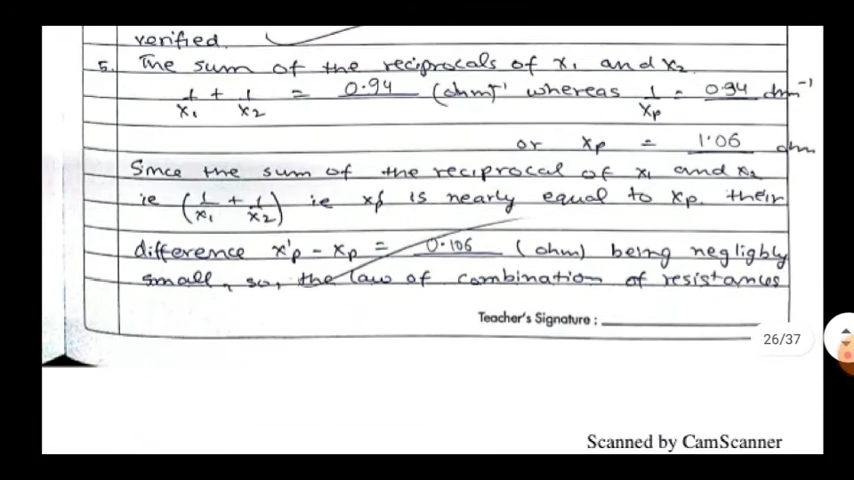 verified.
5. The sum of the reciprocals of x₁ and x₂
1/x₁ + 1/x₂ = 0.94 (ohm)⁻¹ whereas 1/xp = 0.94 ohm⁻¹
or xp = 1.06 ohm
Since the sum of the reciprocal of x₁ and x₂
ie (1/x₁ + 1/x₂) ie x'p is nearly equal to xp. their
difference x'p - xp = 0.106 (ohm) being negligbly
small, so, the law of combination of resistances
Teacher's Signature :
26/37
Scanned by CamScanner